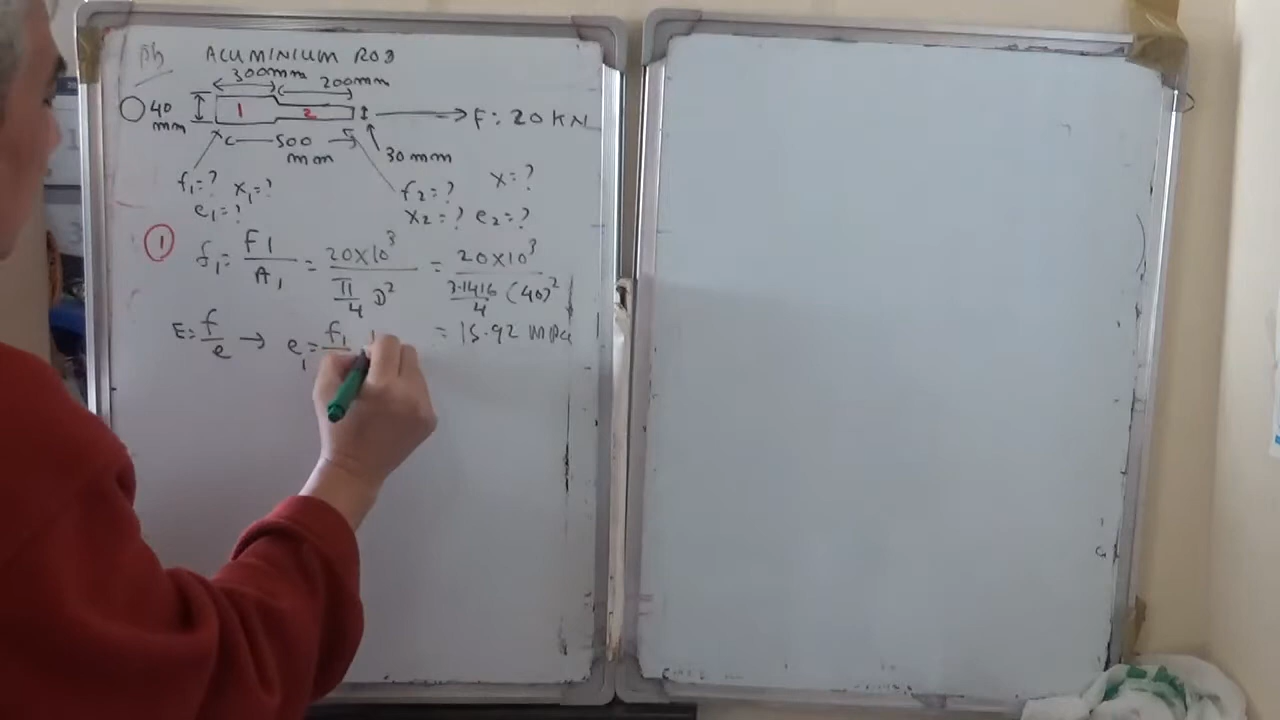 Pb ALUMINIUM ROD
300mm 200mm
40 mm 1 2 F: 20 KN
500 mm 30 mm
f₁=? x₁=? f₂=? x=?
e₁=? x₂=? e₂=?
① f₁= F1/A₁ = 20x10³/(π/4 D²) = 20x10³/(3.1416/4 (40)²)
E= f/e → e₁= f₁ = 15.92 MPa